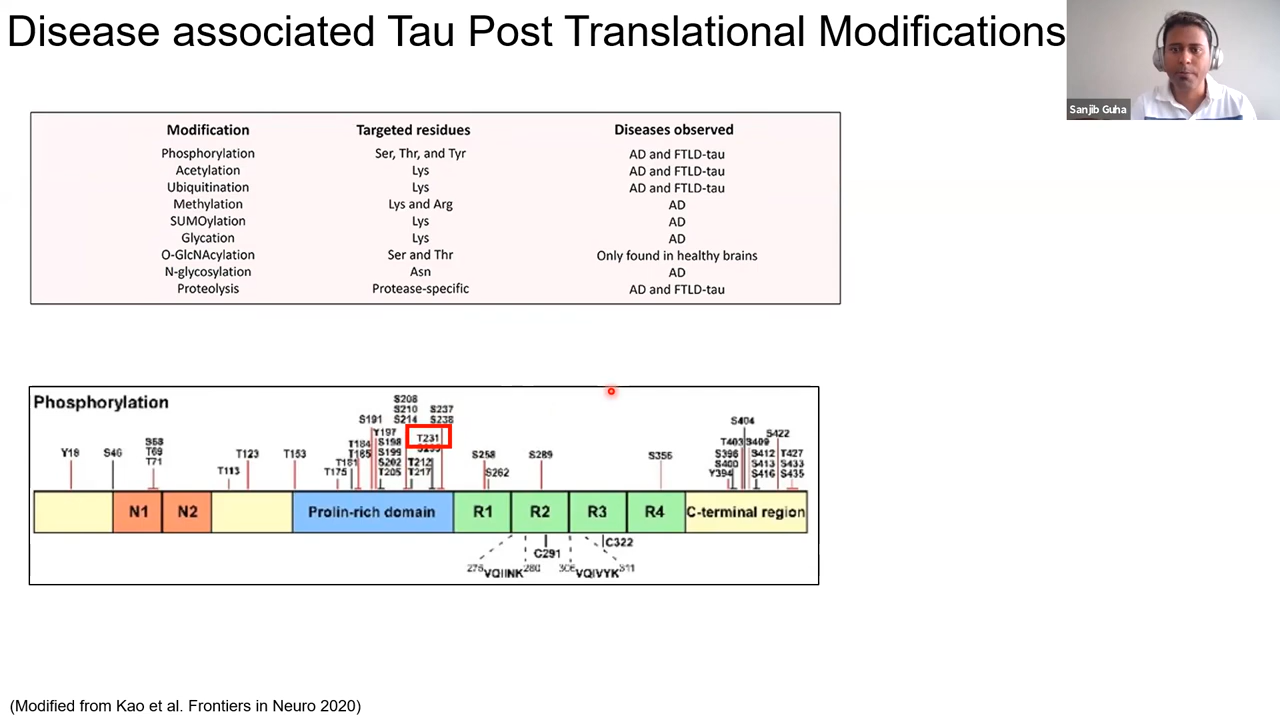 Disease associated Tau Post Translational Modifications
Sanjib Guha
Modification Targeted residues Diseases observed
Phosphorylation Ser, Thr, and Tyr AD and FTLD-tau
Acetylation Lys AD and FTLD-tau
Ubiquitination Lys AD and FTLD-tau
Methylation Lys and Arg AD
SUMOylation Lys AD
Glycation Lys AD
O-GlcNAcylation Ser and Thr Only found in healthy brains
N-glycosylation Asn AD
Proteolysis Protease-specific AD and FTLD-tau
Phosphorylation
S208
S210 S237
S191 S214 S238 S404
Y197 T231 S422
T184 S198 T403 S409
Y18 S46 T69 T123 T153 T185 S199 S258 S289 S356 S396 S412 T427
T71 T181 S202 T212 S400 S413 S433
T113 T175 T205 T217 S262 Y394 S416 S435
N1 N2 Prolin-rich domain R1 R2 R3 R4 C-terminal region
C291 C322
275VQIINK280 306VQIVYK311
(Modified from Kao et al. Frontiers in Neuro 2020)